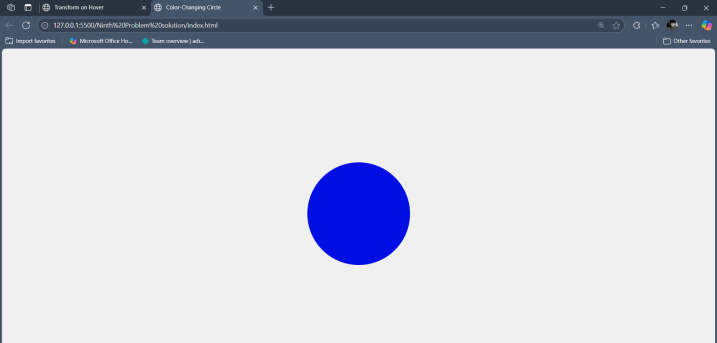 Transform on Hover
Color-Changing Circle
127.0.0.1:5500/Ninth%20Problem%20solution/index.html
Import favorites
Microsoft Office Ho...
Team overview | adi...
Other favorites